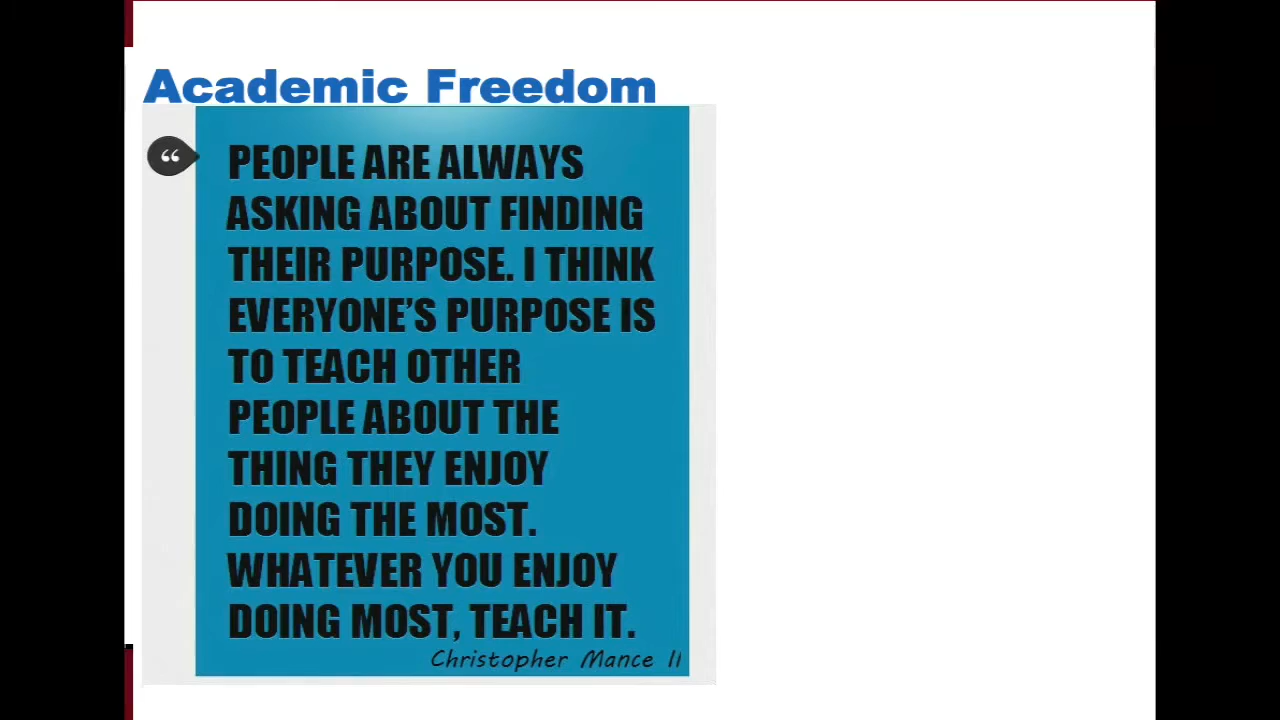 Academic Freedom
“
PEOPLE ARE ALWAYS
ASKING ABOUT FINDING
THEIR PURPOSE. I THINK
EVERYONE’S PURPOSE IS
TO TEACH OTHER
PEOPLE ABOUT THE
THING THEY ENJOY
DOING THE MOST.
WHATEVER YOU ENJOY
DOING MOST, TEACH IT.
Christopher Mance II